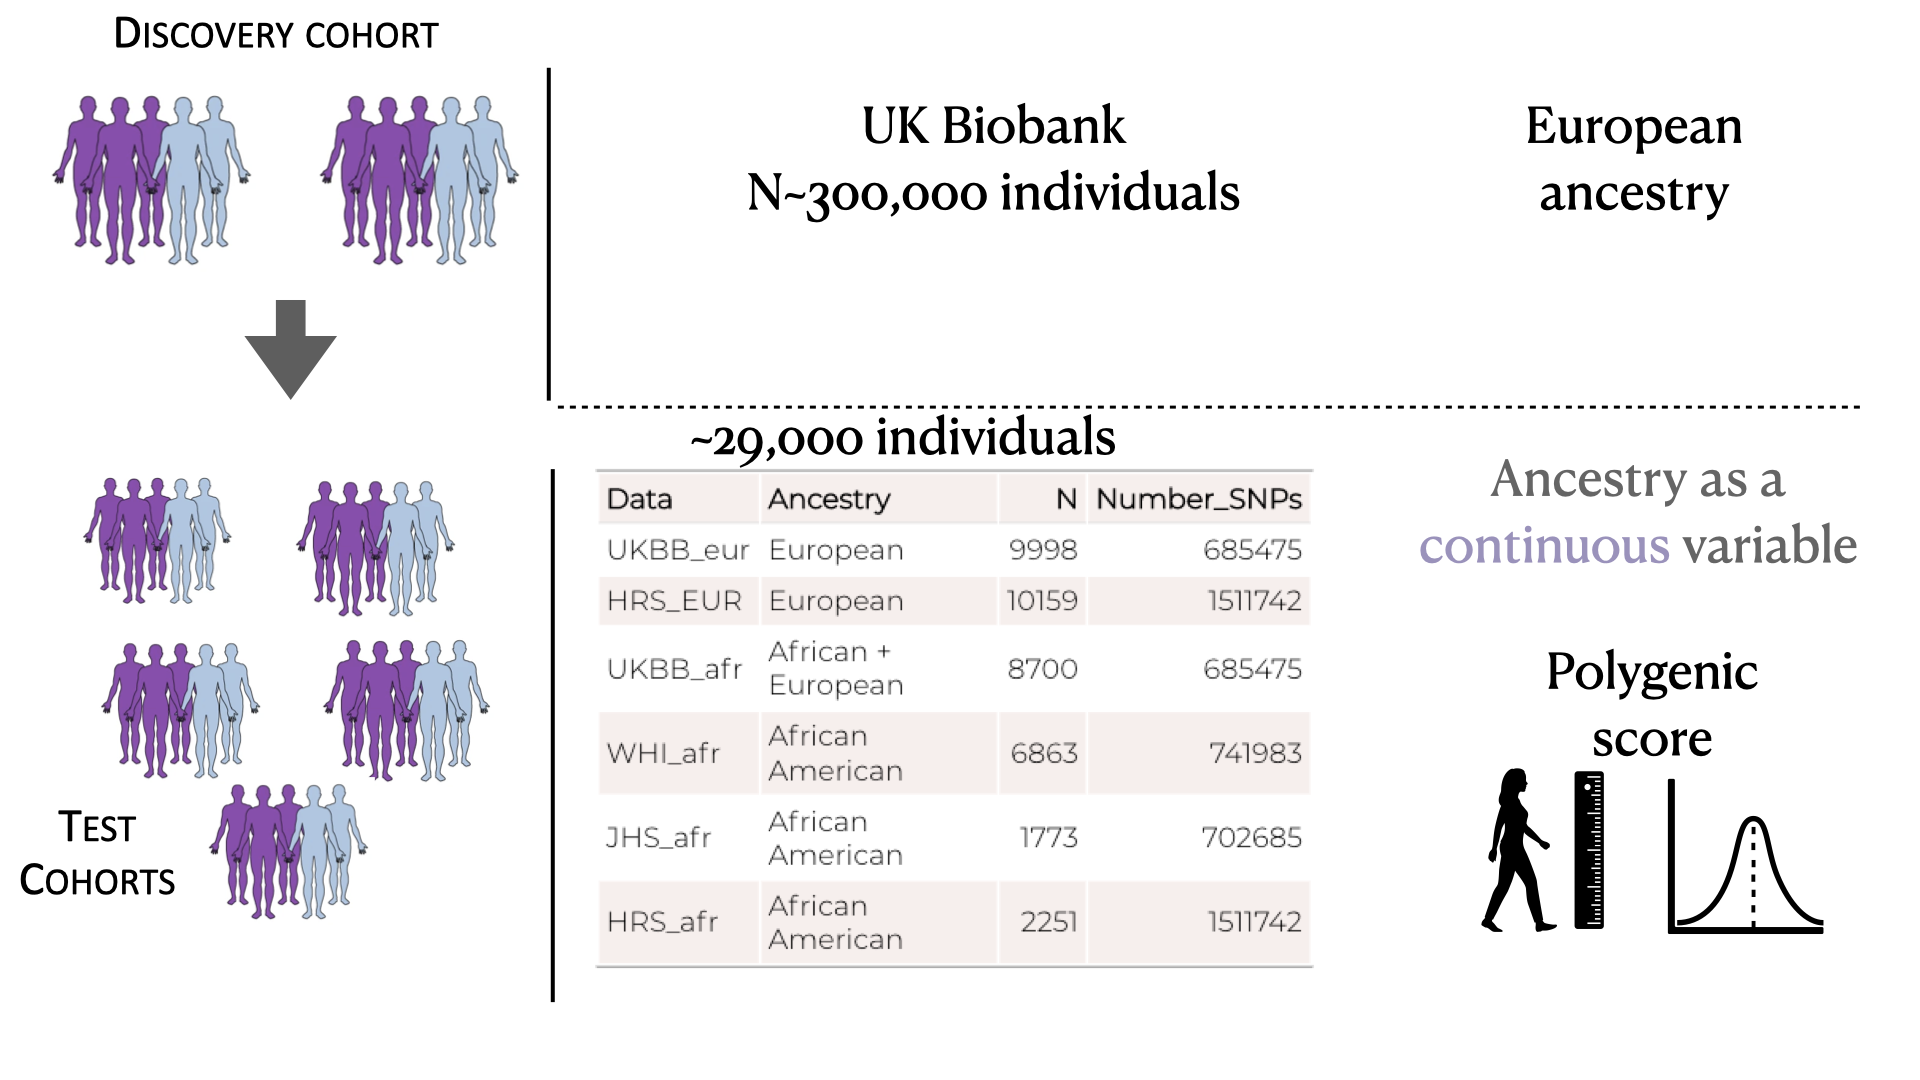 DISCOVERY COHORT
UK Biobank
N~300,000 individuals
European
ancestry
~29,000 individuals
Data Ancestry N Number_SNPs
UKBB_eur European 9998 685475
HRS_EUR European 10159 1511742
UKBB_afr African + European 8700 685475
WHI_afr African American 6863 741983
JHS_afr African American 1773 702685
HRS_afr African American 2251 1511742
Ancestry as a
continuous variable
Polygenic
score
TEST
COHORTS